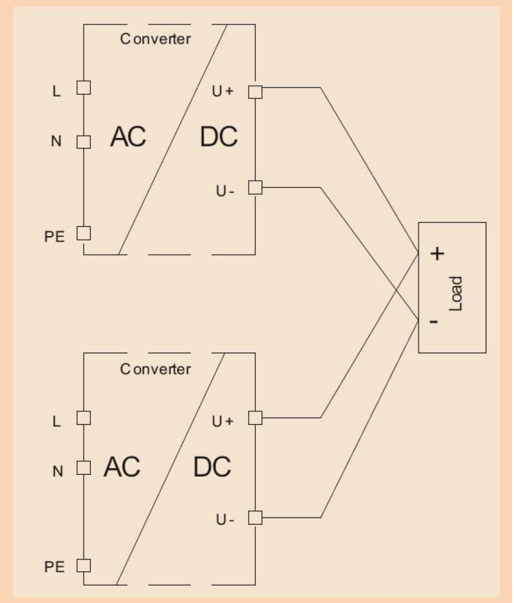 Converter
L
U+
N
AC
DC
U-
PE
+
Load
-
Converter
L
U+
N
AC
DC
U-
PE